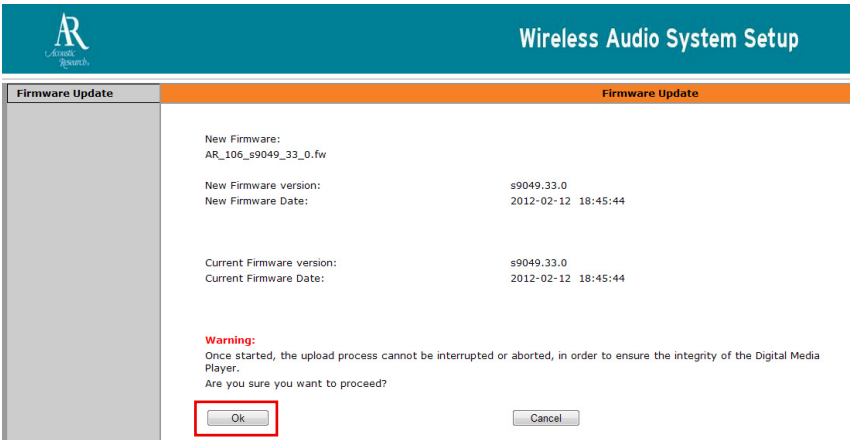 AR
Acoustic
Research
Wireless Audio System Setup
Firmware Update
Firmware Update
New Firmware:
AR_106_s9049_33_0.fw
New Firmware version: s9049.33.0
New Firmware Date: 2012-02-12 18:45:44
Current Firmware version: s9049.33.0
Current Firmware Date: 2012-02-12 18:45:44
Warning:
Once started, the upload process cannot be interrupted or aborted, in order to ensure the integrity of the Digital Media
Player.
Are you sure you want to proceed?
Ok Cancel